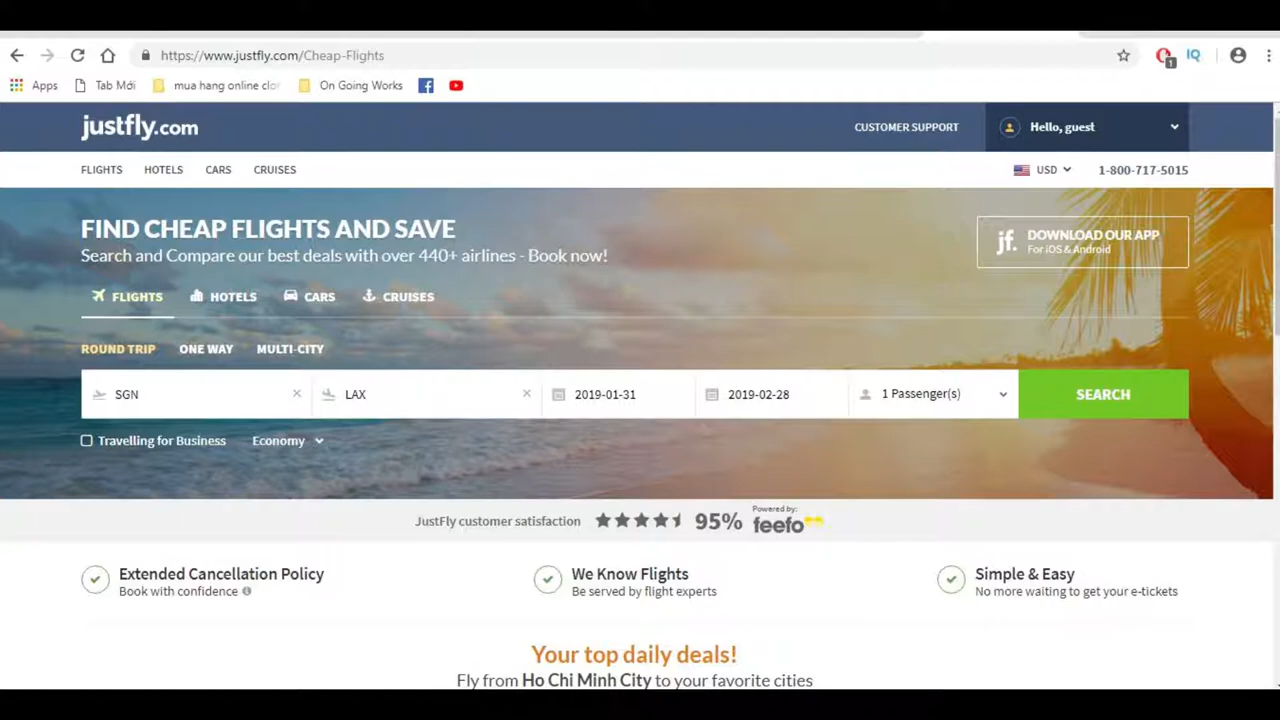 https://www.justfly.com/Cheap-Flights
1
IQ
Apps
Tab Mới
mua hang online clo
On Going Works
justfly.com
CUSTOMER SUPPORT
Hello, guest
FLIGHTS
HOTELS
CARS
CRUISES
USD
1-800-717-5015
FIND CHEAP FLIGHTS AND SAVE
Search and Compare our best deals with over 440+ airlines - Book now!
jf.
DOWNLOAD OUR APP
For iOS & Android
FLIGHTS
HOTELS
CARS
CRUISES
ROUND TRIP
ONE WAY
MULTI-CITY
SGN
LAX
2019-01-31
2019-02-28
1 Passenger(s)
SEARCH
Travelling for Business
Economy
JustFly customer satisfaction
95%
Powered by:
feefo
Extended Cancellation Policy
Book with confidence
We Know Flights
Be served by flight experts
Simple & Easy
No more waiting to get your e-tickets
Your top daily deals!
Fly from Ho Chi Minh City to your favorite cities